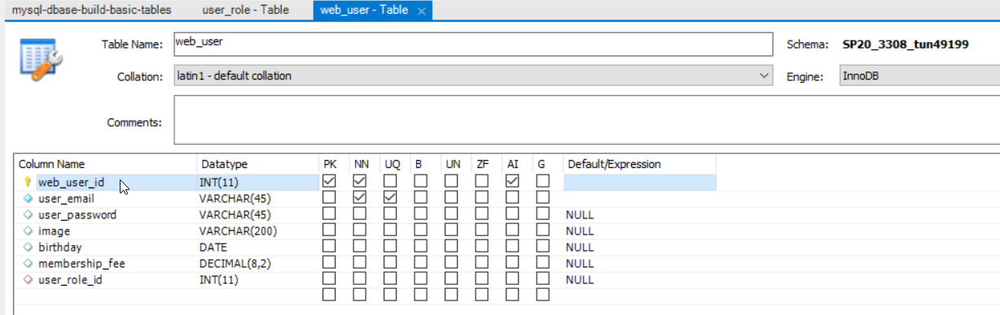 mysql-dbase-build-basic-tables user_role - Table web_user - Table ×
Table Name: web_user Schema: SP20_3308_tun49199
Collation: latin1 - default collation Engine: InnoDB
Comments:
Column Name Datatype PK NN UQ B UN ZF AI G Default/Expression
web_user_id INT(11)
user_email VARCHAR(45)
user_password VARCHAR(45) NULL
image VARCHAR(200) NULL
birthday DATE NULL
membership_fee DECIMAL(8,2) NULL
user_role_id INT(11) NULL